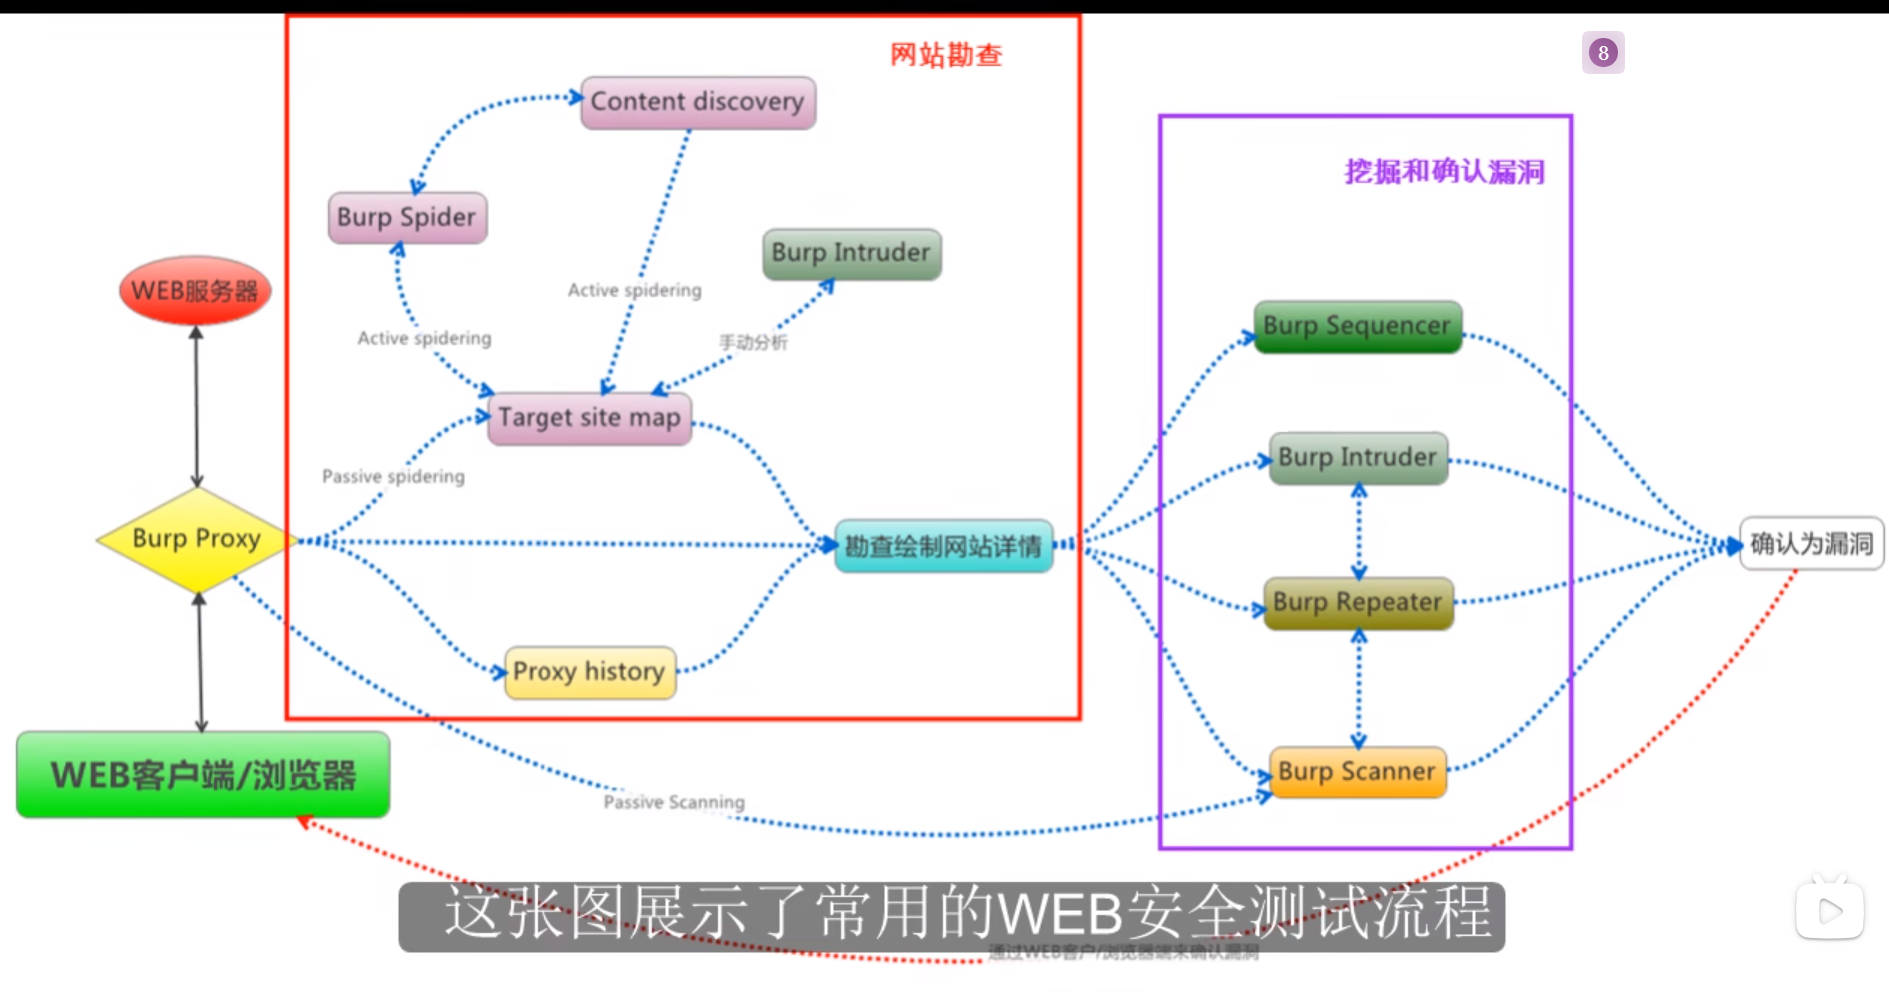 网站勘查
8
Content discovery
挖掘和确认漏洞
Burp Spider
Burp Intruder
WEB服务器
Active spidering
Burp Sequencer
Active spidering
手动分析
Target site map
Burp Intruder
Passive spidering
Burp Proxy
勘查绘制网站详情
确认为漏洞
Burp Repeater
Proxy history
WEB客户端/浏览器
Burp Scanner
Passive Scanning
这张图展示了常用的WEB安全测试流程
通过WEB客户/浏览器端来确认漏洞